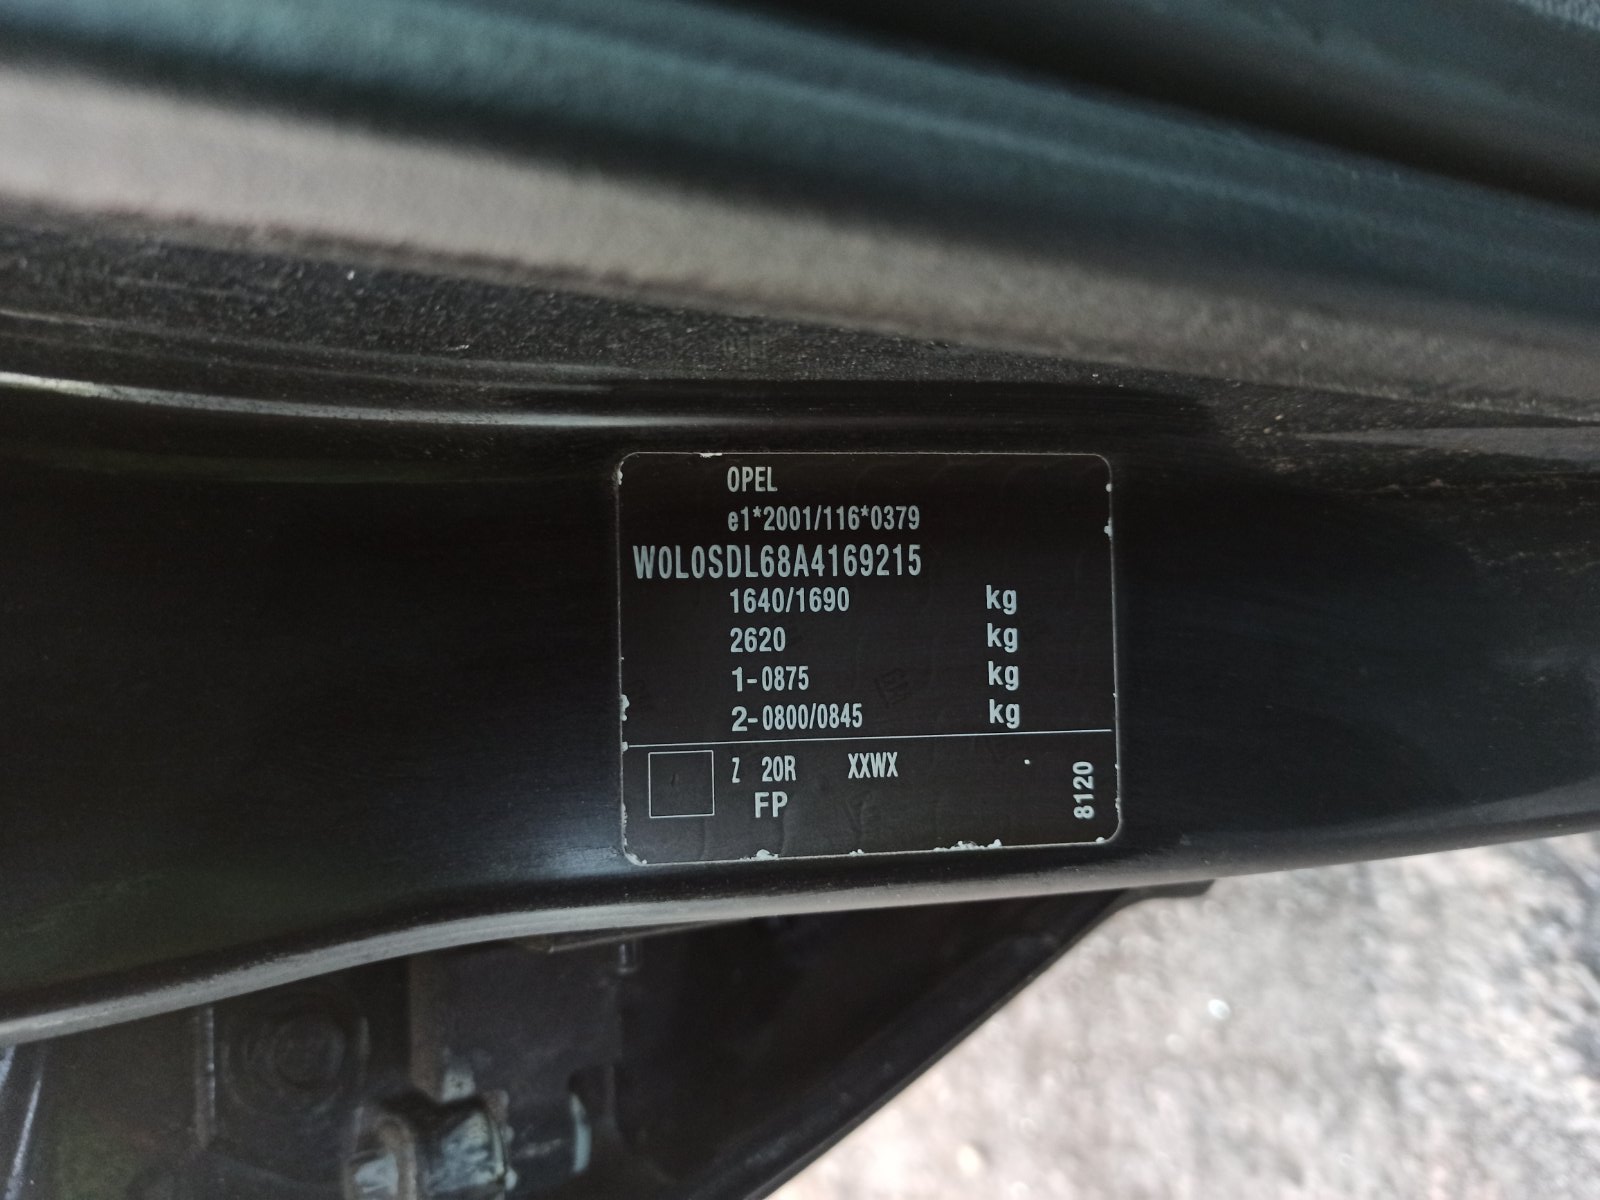 OPEL
e1*2001/116*0379
W0L0SDL68A4169215
1640/1690 kg
2620 kg
1-0875 kg
2-0800/0845 kg
Z 20R XXWX
FP
8120